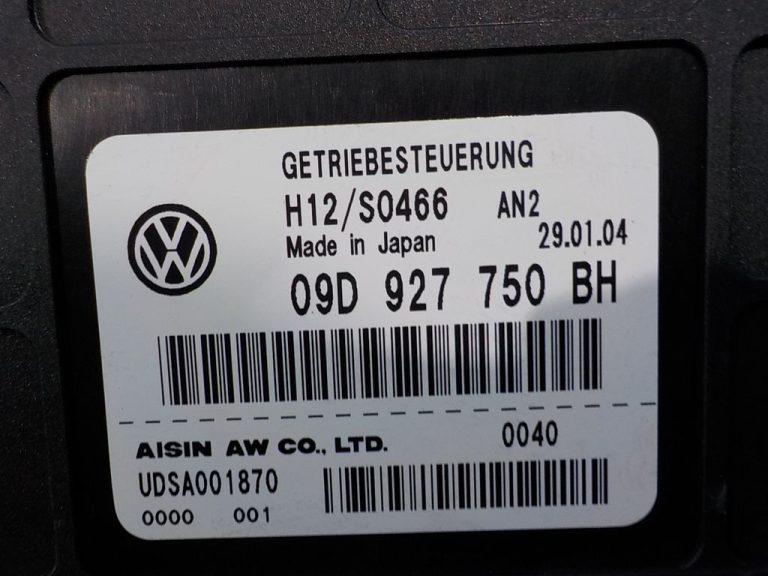 GETRIEBESTEUERUNG
H12/S0466 AN2
Made in Japan 29.01.04
09D 927 750 BH
AISIN AW CO., LTD. 0040
UDSA001870
0000 001